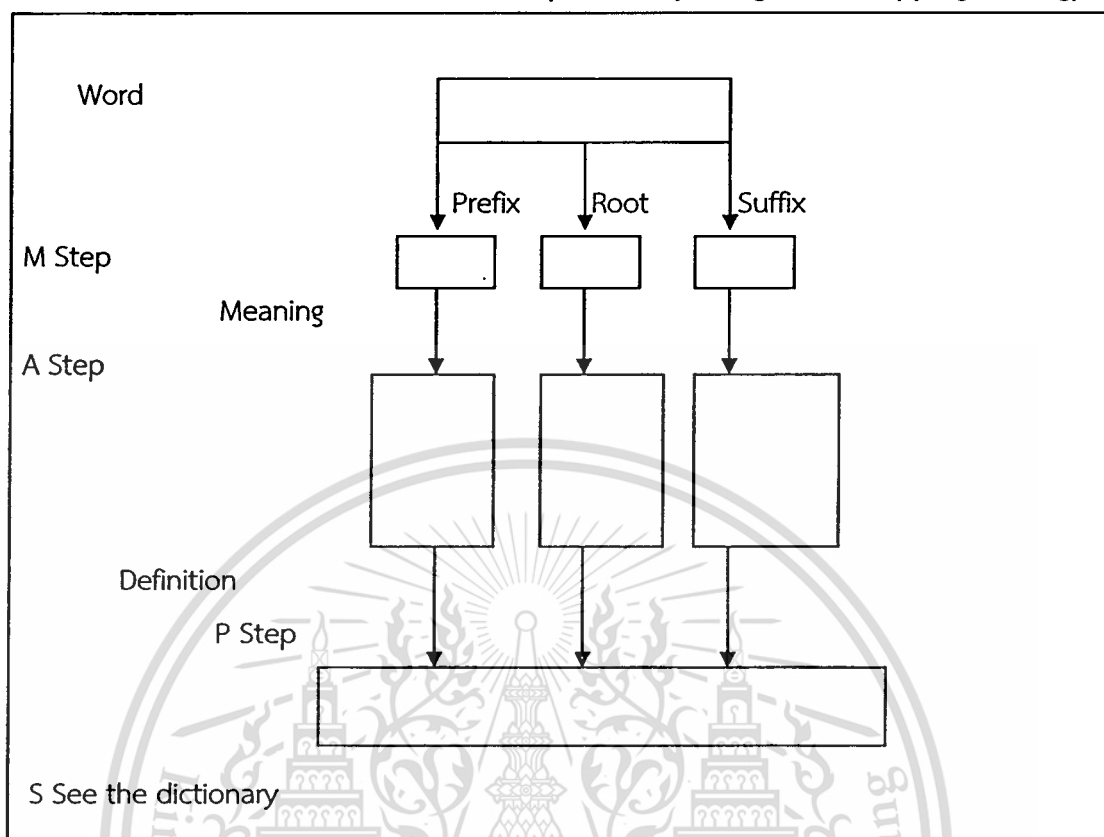 Word
Prefix Root Suffix
M Step
Meaning
A Step
Definition
P Step
S See the dictionary